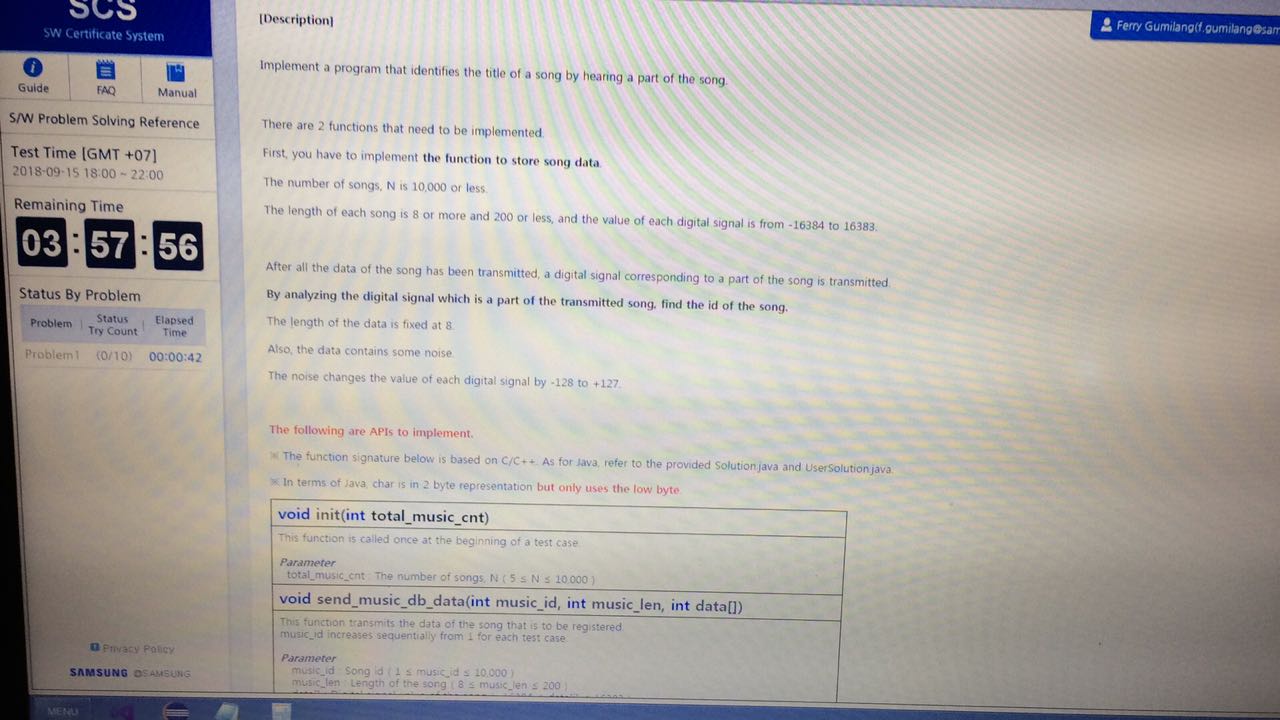 SCS
SW Certificate System
Guide
FAQ
Manual
S/W Problem Solving Reference
Test Time [GMT +07]
2018-09-15 18:00 ~ 22:00
Remaining Time
03:57:56
Status By Problem
Problem
Status
Try Count
Elapsed
Time
Problem1
(0/10)
00:00:42
Privacy Policy
SAMSUNG @SAMSUNG
MENU
Ferry Gumilang(f.gumilang@sam
[Description]
Implement a program that identifies the title of a song by hearing a part of the song.
There are 2 functions that need to be implemented.
First, you have to implement the function to store song data.
The number of songs, N is 10,000 or less.
The length of each song is 8 or more and 200 or less, and the value of each digital signal is from -16384 to 16383.
After all the data of the song has been transmitted, a digital signal corresponding to a part of the song is transmitted.
By analyzing the digital signal which is a part of the transmitted song, find the id of the song.
The length of the data is fixed at 8.
Also, the data contains some noise.
The noise changes the value of each digital signal by -128 to +127.
The following are APIs to implement.
※ The function signature below is based on C/C++. As for Java, refer to the provided Solution.java and UserSolution.java.
※ In terms of Java, char is in 2 byte representation but only uses the low byte.
void init(int total_music_cnt)
This function is called once at the beginning of a test case.
Parameter
total_music_cnt : The number of songs, N ( 5 ≤ N ≤ 10,000 )
void send_music_db_data(int music_id, int music_len, int data[])
This function transmits the data of the song that is to be registered.
music_id increases sequentially from 1 for each test case.
Parameter
music_id : Song id ( 1 ≤ music_id ≤ 10,000 )
music_len : Length of the song ( 8 ≤ music_len ≤ 200 )